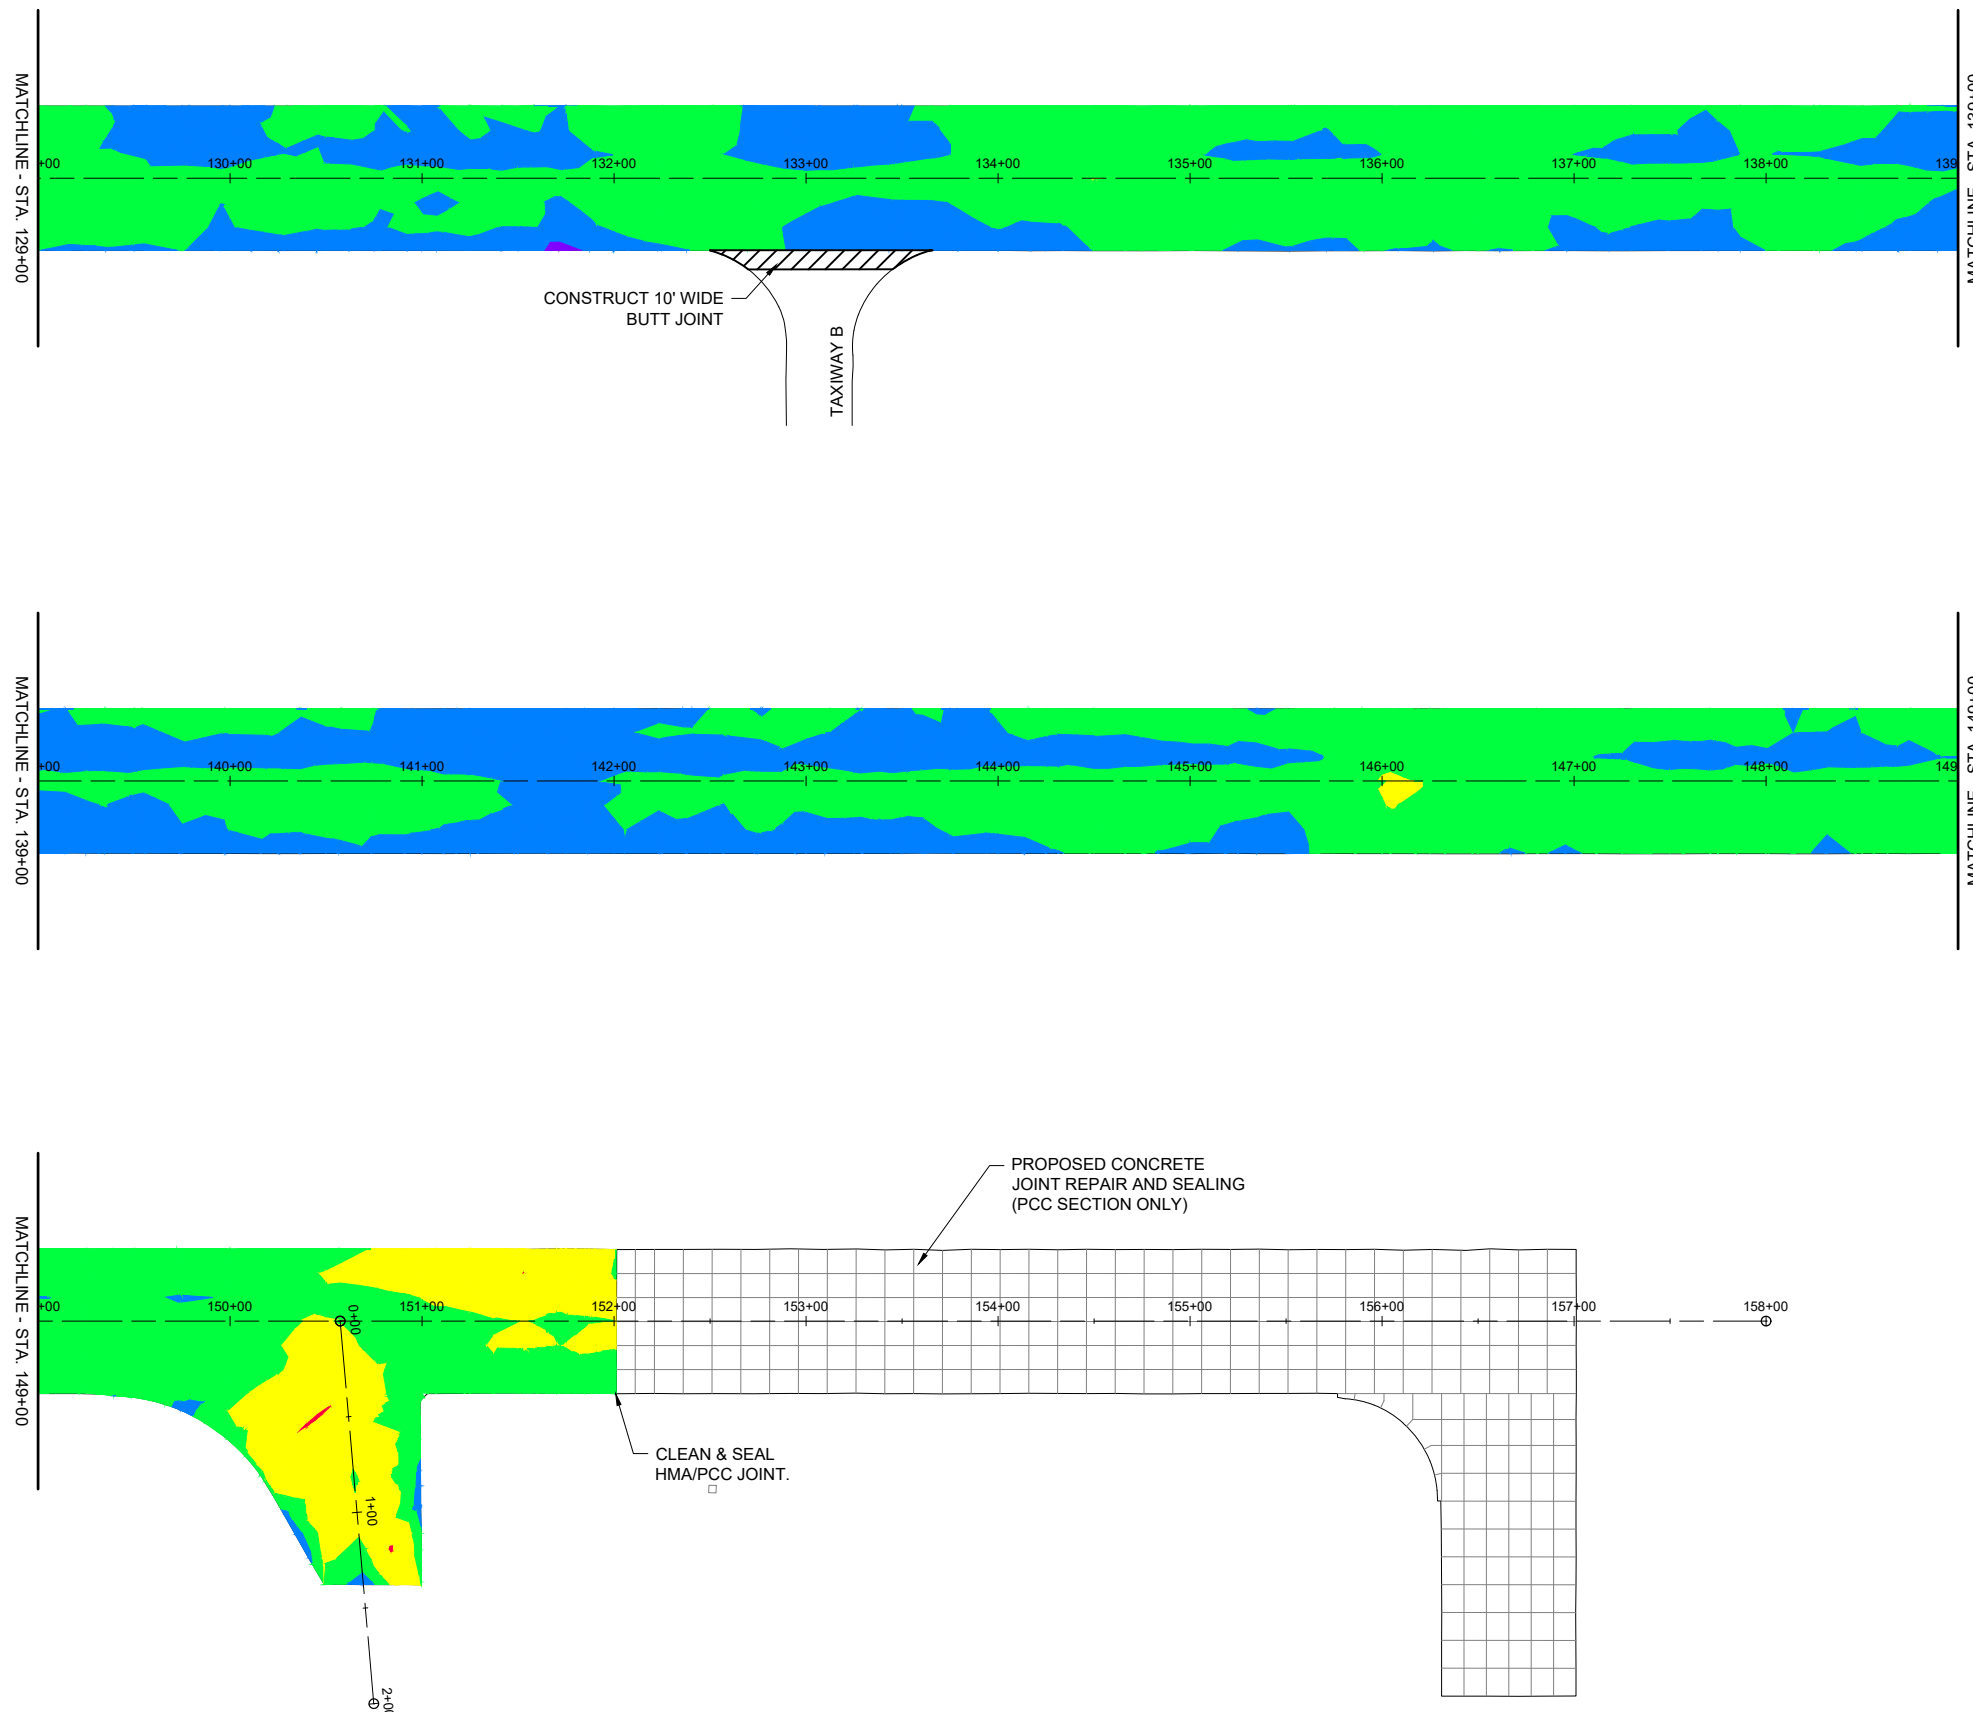 MATCHLINE - STA. 129+00
+00 130+00 131+00 132+00 133+00 134+00 135+00 136+00 137+00 138+00 139
CONSTRUCT 10' WIDE
BUTT JOINT
TAXIWAY B
MATCHLINE - STA. 139+00
+00 140+00 141+00 142+00 143+00 144+00 145+00 146+00 147+00 148+00 149
MATCHLINE - STA. 149+00
PROPOSED CONCRETE
JOINT REPAIR AND SEALING
(PCC SECTION ONLY)
MATCHLINE - STA. 149+00
+00 150+00 151+00 152+00 153+00 154+00 155+00 156+00 157+00 158+00
0+00
1+00
CLEAN & SEAL
HMA/PCC JOINT.